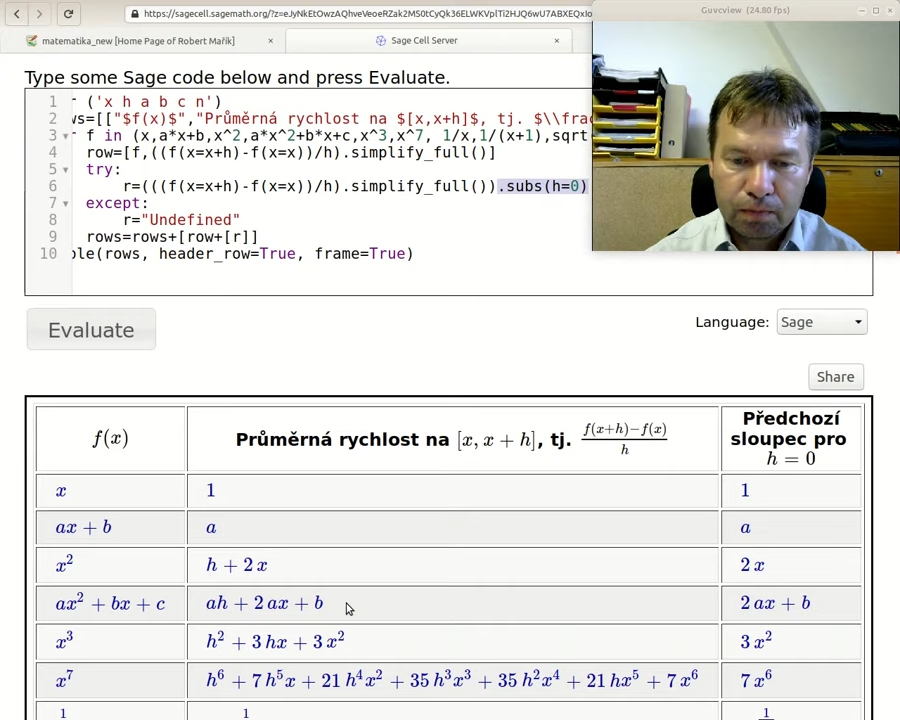 https://sagecell.sagemath.org/?z=eJyNkEtOwzAQhveVeoeRZak2MS0tCyQk36ELWKVplTi2HJQ6wU7ABXEQxIo
Guvcview (24.80 fps)
matematika_new [Home Page of Robert Mařík] ×
Sage Cell Server ×
Type some Sage code below and press Evaluate.
1 r ('x h a b c n')
2 ws=[["$f(x)$","Průměrná rychlost na $[x,x+h]$, tj. $\\frac
3 r f in (x,a*x+b,x^2,a*x^2+b*x+c,x^3,x^7, 1/x,1/(x+1),sqrt
4 row=[f,((f(x=x+h)-f(x=x))/h).simplify_full()]
5 try:
6 r=(((f(x=x+h)-f(x=x))/h).simplify_full()).subs(h=0)
7 except:
8 r="Undefined"
9 rows=rows+[row+[r]]
10 ble(rows, header_row=True, frame=True)
Evaluate
Language: Sage
Share
f(x) Průměrná rychlost na [x, x + h], tj. f(x+h)−f(x)/h Předchozí sloupec pro h = 0
x 1 1
ax + b a a
x² h + 2 x 2 x
ax² + bx + c ah + 2 ax + b 2 ax + b
x³ h² + 3 hx + 3 x² 3 x²
x⁷ h⁶ + 7 h⁵x + 21 h⁴x² + 35 h³x³ + 35 h²x⁴ + 21 hx⁵ + 7 x⁶ 7 x⁶
1 1 1